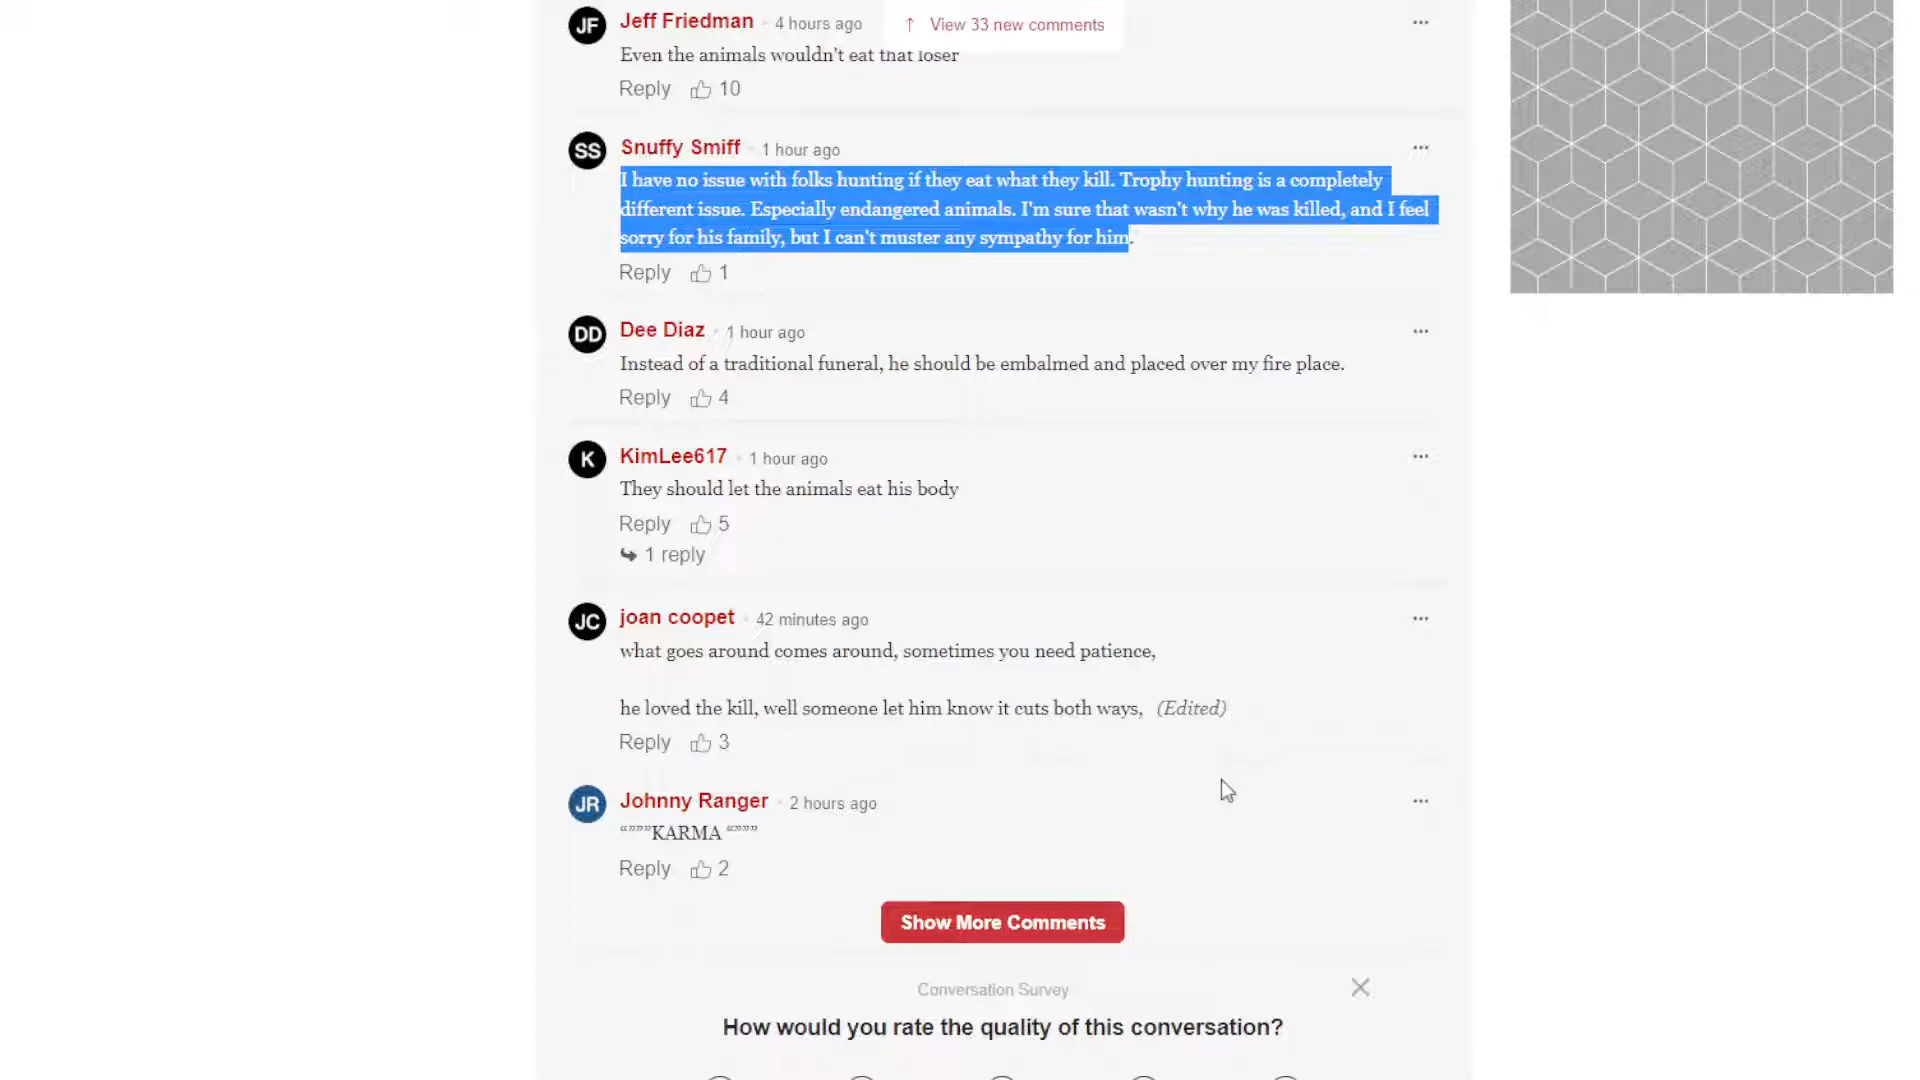 JF Jeff Friedman · 4 hours ago
↑ View 33 new comments
Even the animals wouldn't eat that loser
Reply 10
SS Snuffy Smiff · 1 hour ago
I have no issue with folks hunting if they eat what they kill. Trophy hunting is a completely
different issue. Especially endangered animals. I'm sure that wasn't why he was killed, and I feel
sorry for his family, but I can't muster any sympathy for him.
Reply 1
DD Dee Diaz · 1 hour ago
Instead of a traditional funeral, he should be embalmed and placed over my fire place.
Reply 4
K KimLee617 · 1 hour ago
They should let the animals eat his body
Reply 5
1 reply
JC joan coopet · 42 minutes ago
what goes around comes around, sometimes you need patience,
he loved the kill, well someone let him know it cuts both ways, (Edited)
Reply 3
JR Johnny Ranger · 2 hours ago
“”””KARMA “”””
Reply 2
Show More Comments
Conversation Survey
How would you rate the quality of this conversation?